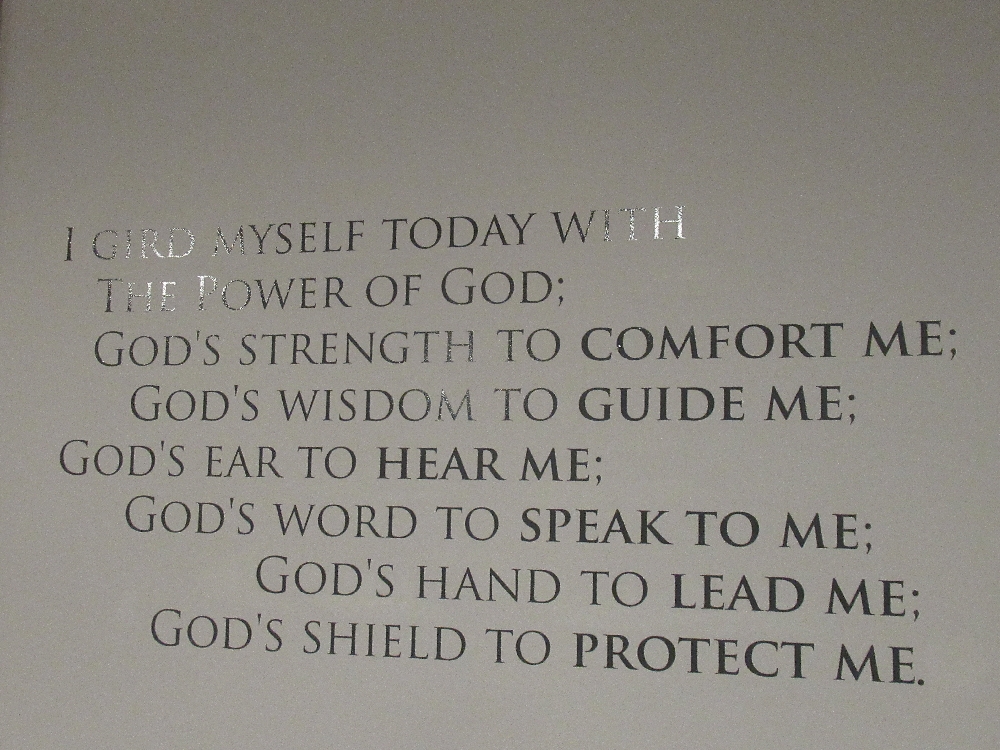 I GIRD MYSELF TODAY WITH
THE POWER OF GOD;
GOD'S STRENGTH TO COMFORT ME;
GOD'S WISDOM TO GUIDE ME;
GOD'S EAR TO HEAR ME;
GOD'S WORD TO SPEAK TO ME;
GOD'S HAND TO LEAD ME;
GOD'S SHIELD TO PROTECT ME.